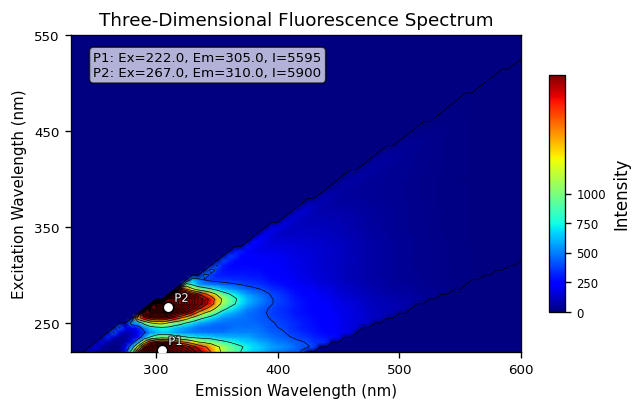 Three-Dimensional Fluorescence Spectrum
P1: Ex=222.0, Em=305.0, I=5595
P2: Ex=267.0, Em=310.0, I=5900
550
450
350
250
Excitation Wavelength (nm)
P2
P1
300
400
500
600
Emission Wavelength (nm)
1000
750
500
250
0
Intensity